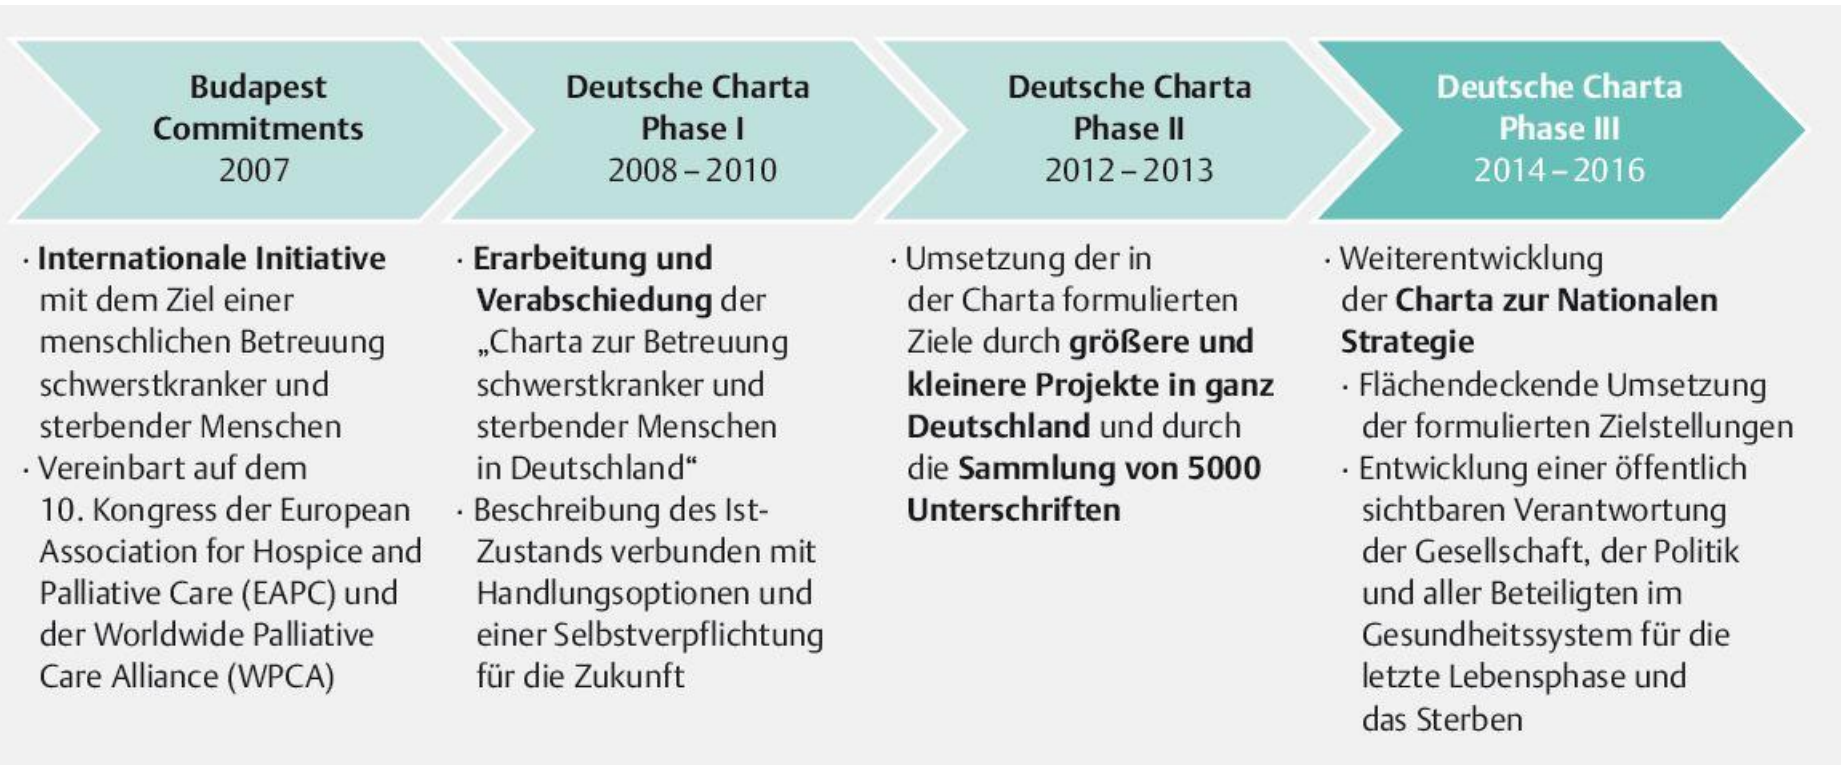 Budapest
Commitments
2007
· Internationale Initiative
mit dem Ziel einer
menschlichen Betreuung
schwerstkranker und
sterbender Menschen
· Vereinbart auf dem
10. Kongress der European
Association for Hospice and
Palliative Care (EAPC) und
der Worldwide Palliative
Care Alliance (WPCA)
Deutsche Charta
Phase I
2008 – 2010
· Erarbeitung und
Verabschiedung der
„Charta zur Betreuung
schwerstkranker und
sterbender Menschen
in Deutschland“
· Beschreibung des Ist-
Zustands verbunden mit
Handlungsoptionen und
einer Selbstverpflichtung
für die Zukunft
Deutsche Charta
Phase II
2012 – 2013
· Umsetzung der in
der Charta formulierten
Ziele durch größere und
kleinere Projekte in ganz
Deutschland und durch
die Sammlung von 5000
Unterschriften
Deutsche Charta
Phase III
2014 – 2016
· Weiterentwicklung
der Charta zur Nationalen
Strategie
· Flächendeckende Umsetzung
der formulierten Zielstellungen
· Entwicklung einer öffentlich
sichtbaren Verantwortung
der Gesellschaft, der Politik
und aller Beteiligten im
Gesundheitssystem für die
letzte Lebensphase und
das Sterben